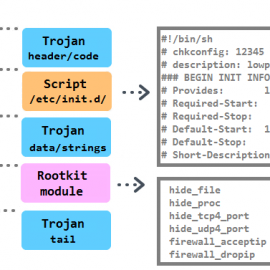 Trojan
header/code
Script
/etc/init.d/
Trojan
data/strings
Rootkit
module
Trojan
tail
#!/bin/sh
# chkconfig: 12345
# description: lowp
### BEGIN INIT INFO
# Provides:
# Required-Start:
# Required-Stop:
# Default-Start: 1
# Default-Stop:
# Short-Description
hide_file
hide_proc
hide_tcp4_port
hide_udp4_port
firewall_acceptip
firewall_dropip